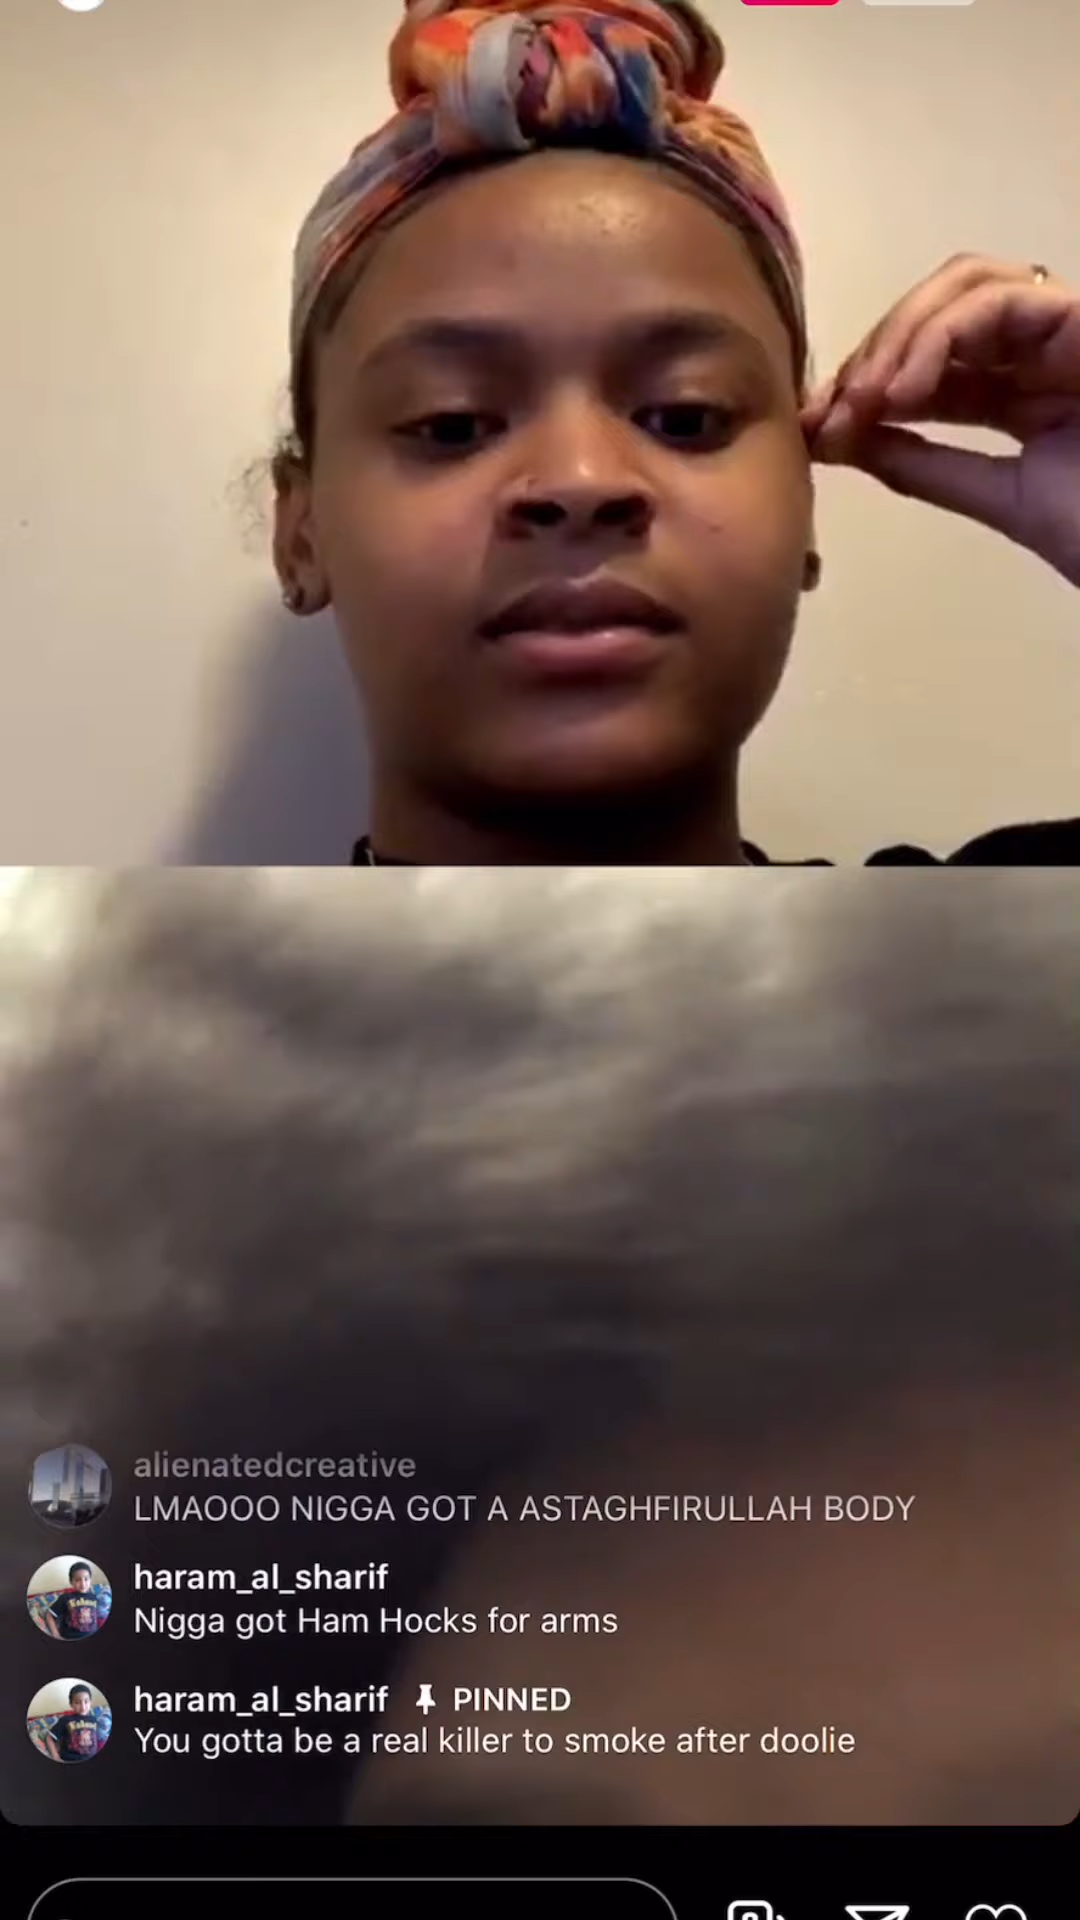 alienatedcreative
LMAOOO NIGGA GOT A ASTAGHFIRULLAH BODY
haram_al_sharif
Nigga got Ham Hocks for arms
haram_al_sharif PINNED
You gotta be a real killer to smoke after doolie